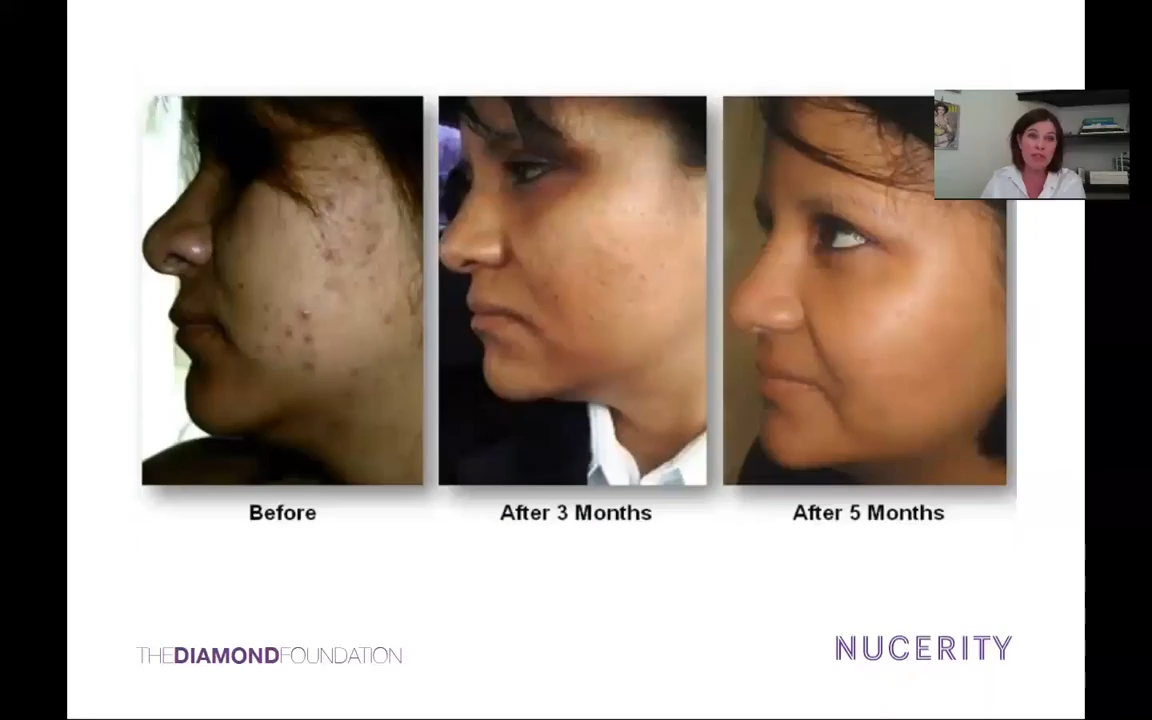 Before
After 3 Months
After 5 Months
THEDIAMONDFOUNDATION
NUCERITY